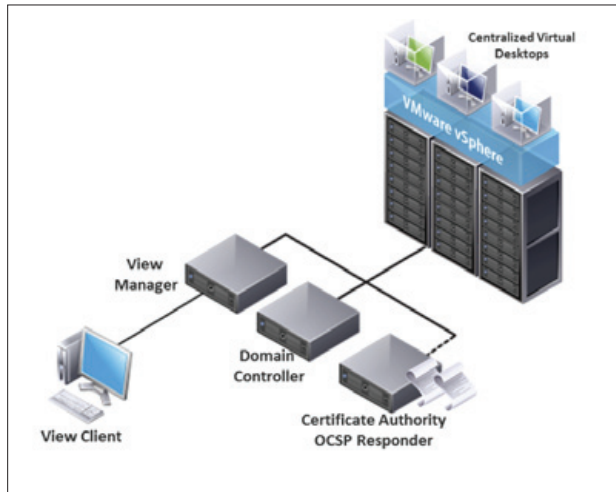 Centralized Virtual
Desktops
VMware vSphere
View
Manager
Domain
Controller
Certificate Authority
OCSP Responder
View Client